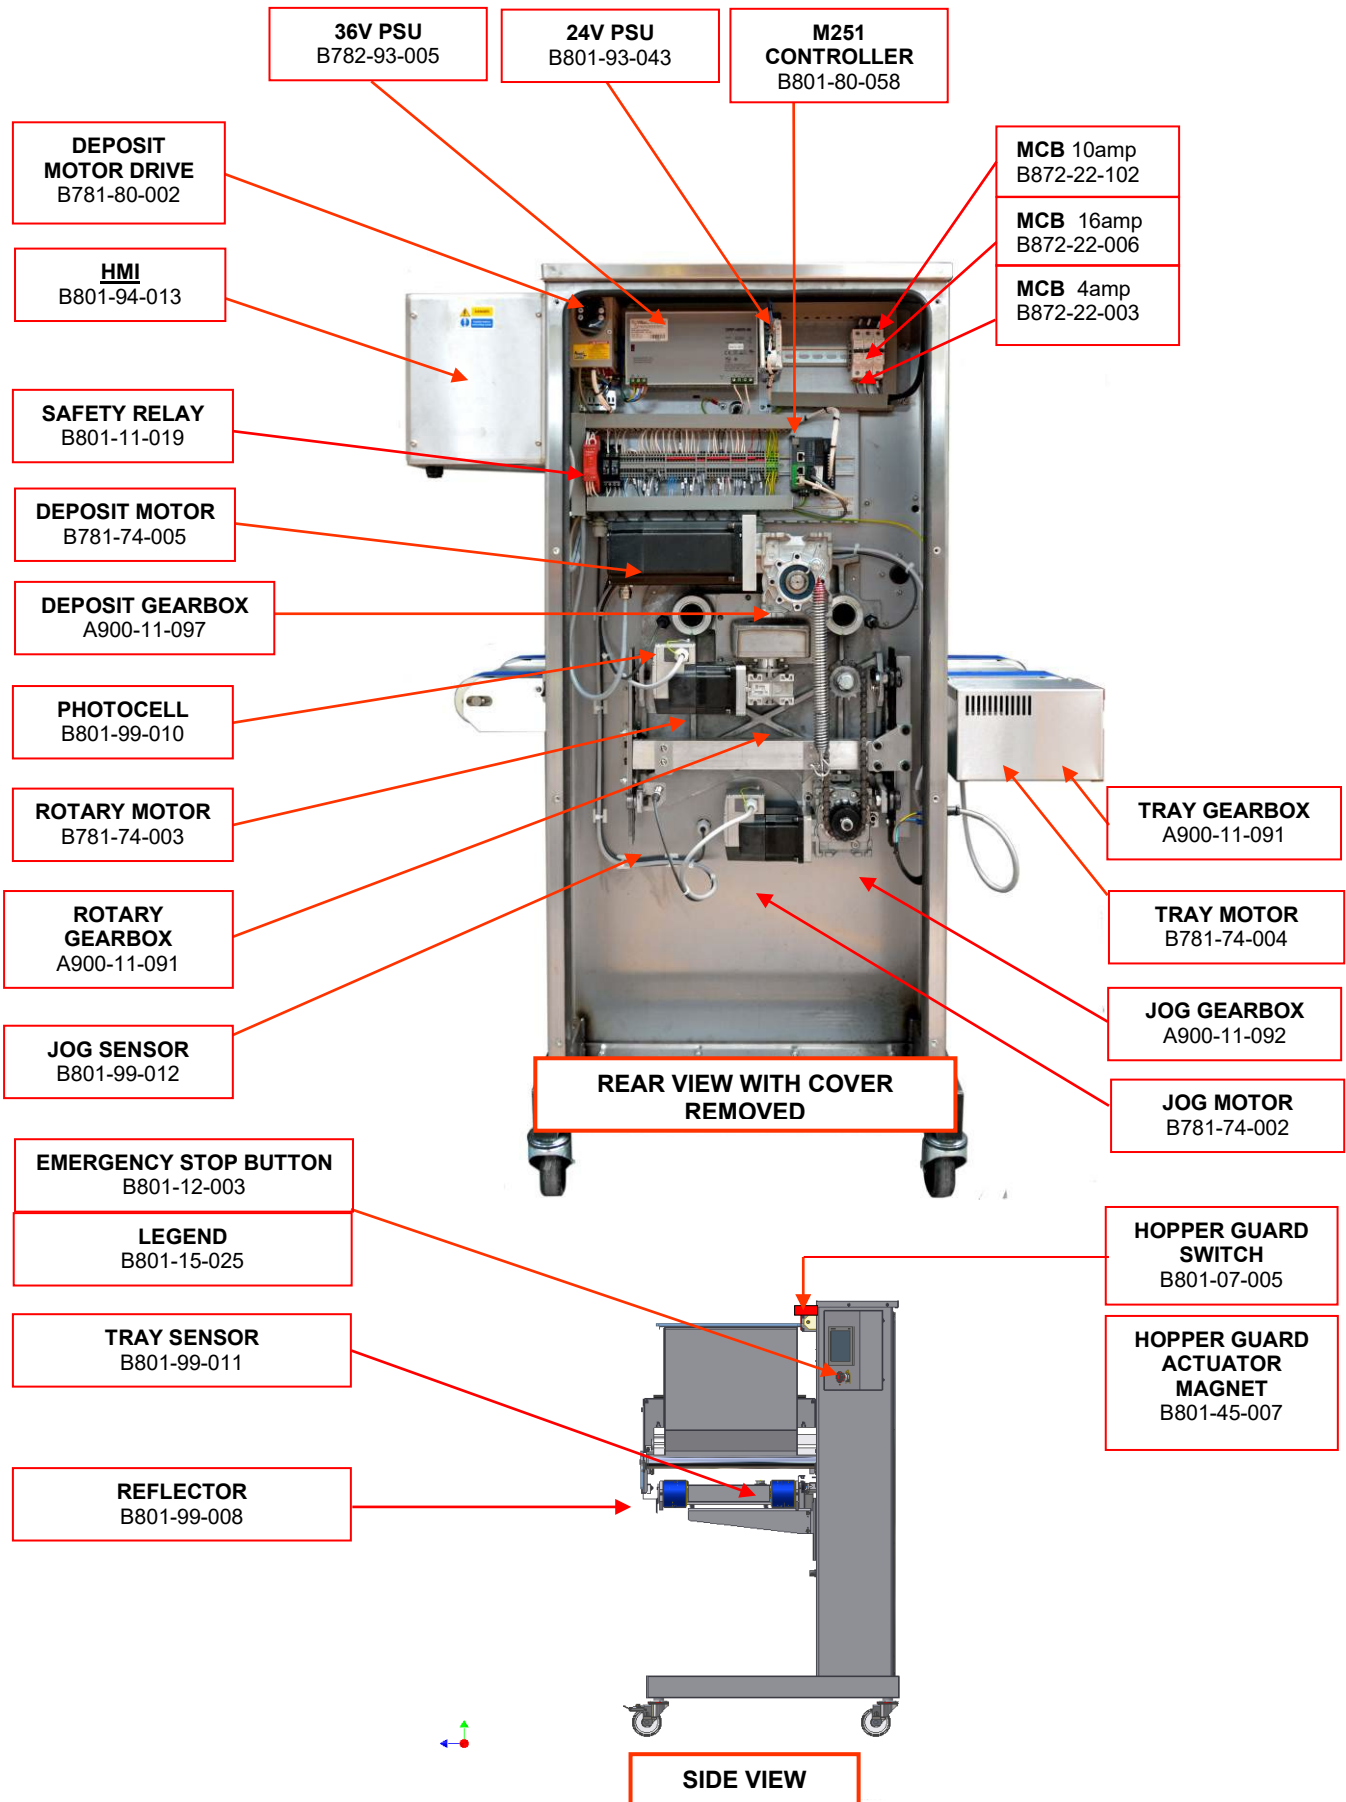 36V PSU
B782-93-005
24V PSU
B801-93-043
M251
CONTROLLER
B801-80-058
DEPOSIT
MOTOR DRIVE
B781-80-002
MCB 10amp
B872-22-102
MCB 16amp
B872-22-006
MCB 4amp
B872-22-003
HMI
B801-94-013
SAFETY RELAY
B801-11-019
DEPOSIT MOTOR
B781-74-005
DEPOSIT GEARBOX
A900-11-097
PHOTOCELL
B801-99-010
ROTARY MOTOR
B781-74-003
ROTARY
GEARBOX
A900-11-091
JOG SENSOR
B801-99-012
TRAY GEARBOX
A900-11-091
TRAY MOTOR
B781-74-004
JOG GEARBOX
A900-11-092
JOG MOTOR
B781-74-002
REAR VIEW WITH COVER
REMOVED
EMERGENCY STOP BUTTON
B801-12-003
LEGEND
B801-15-025
TRAY SENSOR
B801-99-011
REFLECTOR
B801-99-008
HOPPER GUARD
SWITCH
B801-07-005
HOPPER GUARD
ACTUATOR
MAGNET
B801-45-007
SIDE VIEW